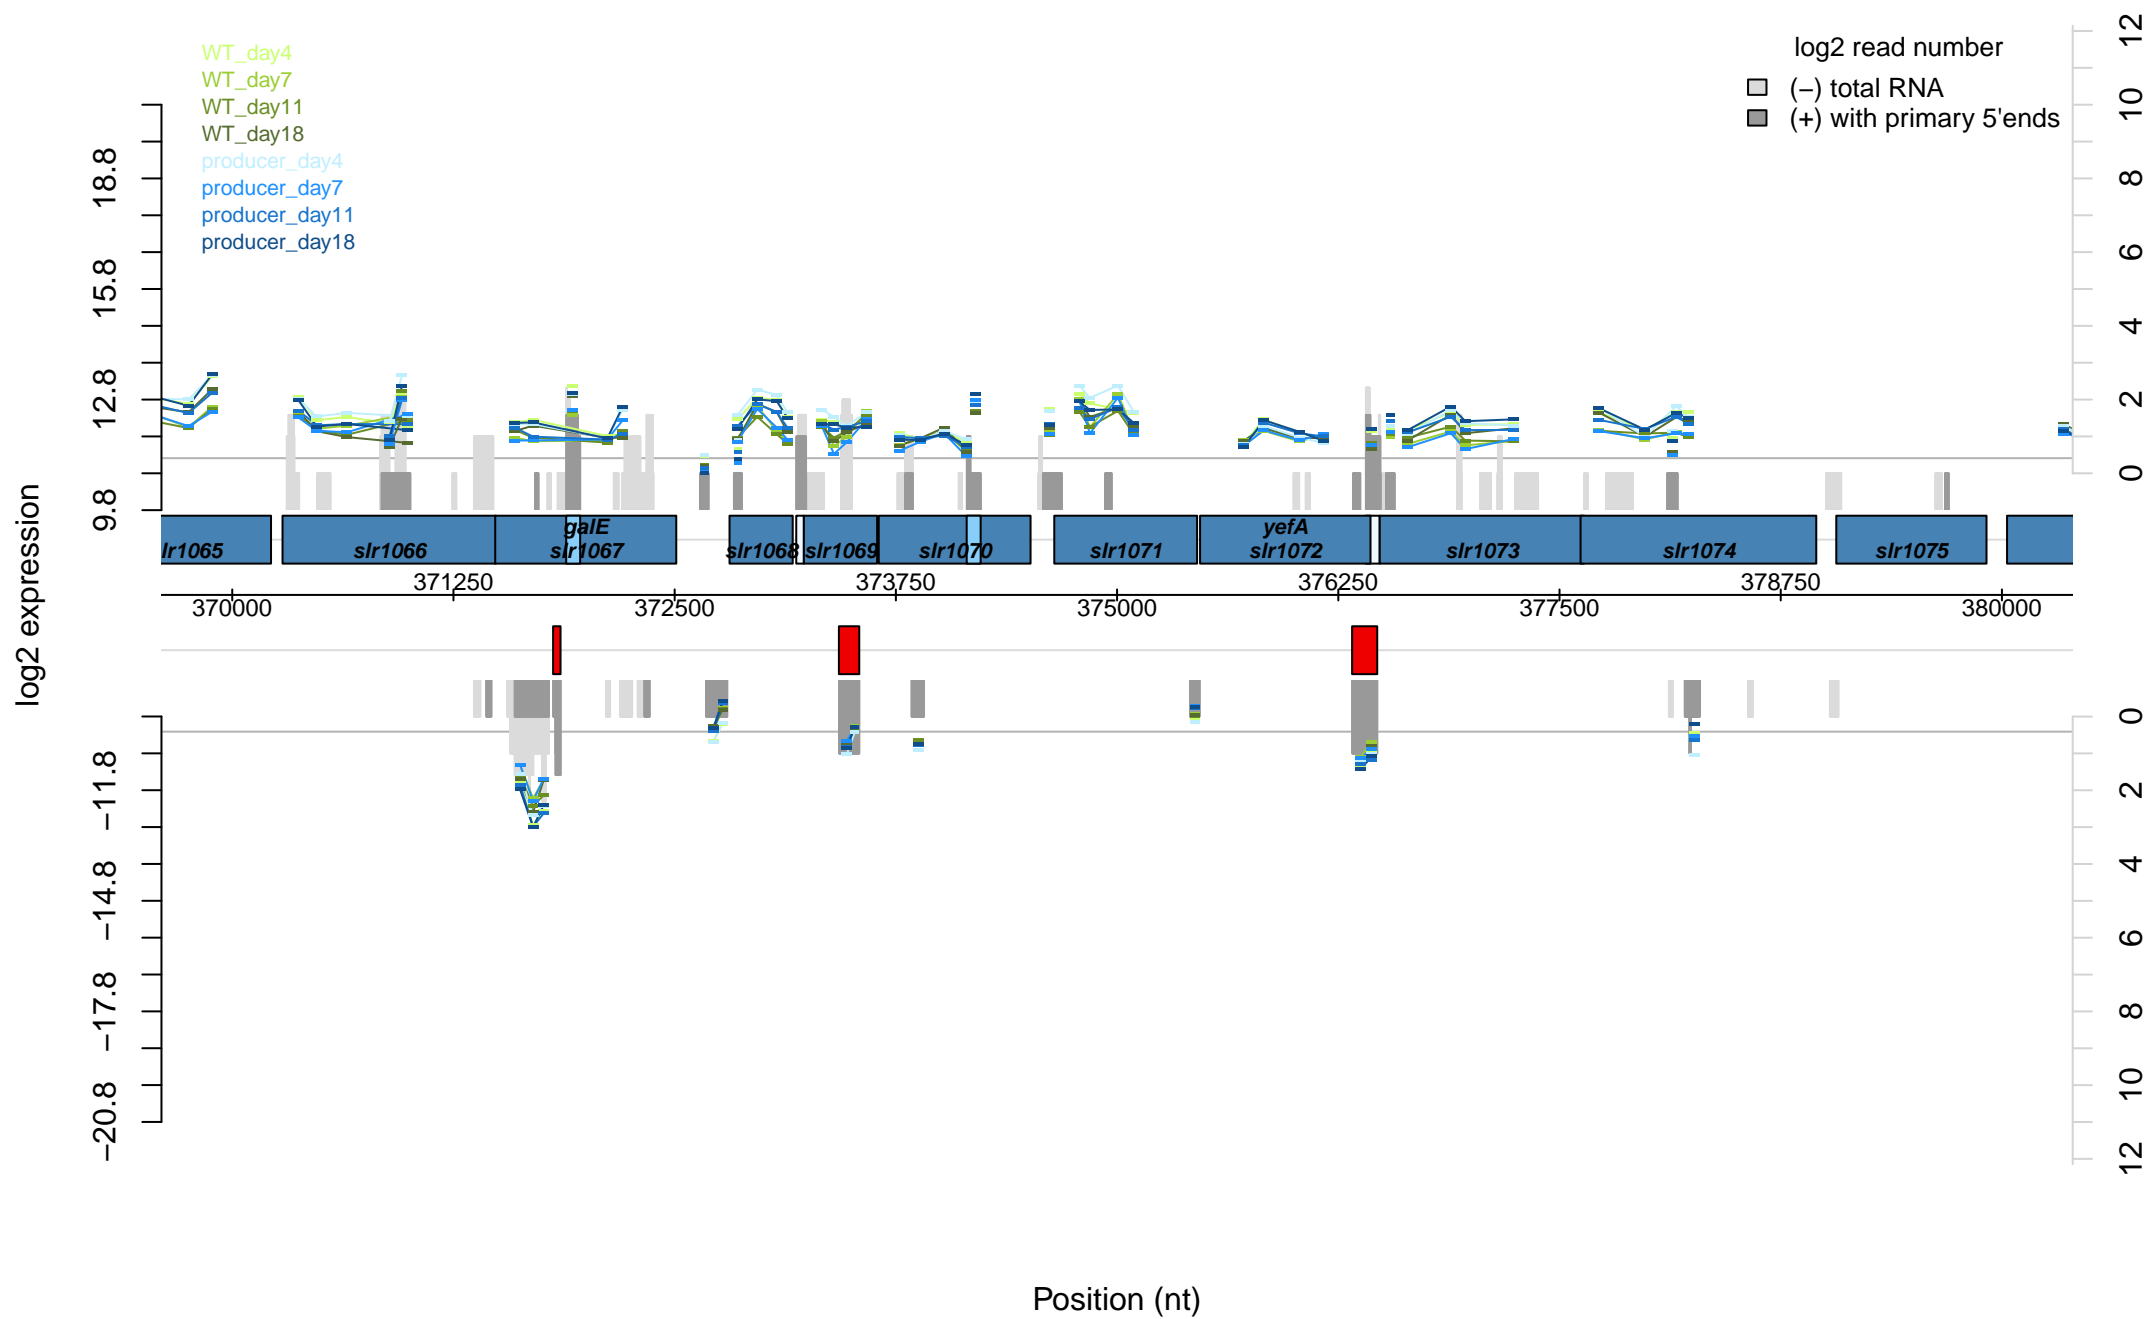 WT_day4
WT_day7
WT_day11
WT_day18
producer_day4
producer_day7
producer_day11
producer_day18
log2 read number
(−) total RNA
(+) with primary 5'ends
18.8
15.8
12.8
9.8
12
10
8
6
4
2
0
galE
yefA
lr1065
slr1066
slr1067
slr1068
slr1069
slr1070
slr1071
slr1072
slr1073
slr1074
slr1075
371250
373750
376250
378750
370000
372500
375000
377500
380000
log2 expression
−11.8
−14.8
−17.8
−20.8
0
2
4
6
8
10
12
Position (nt)